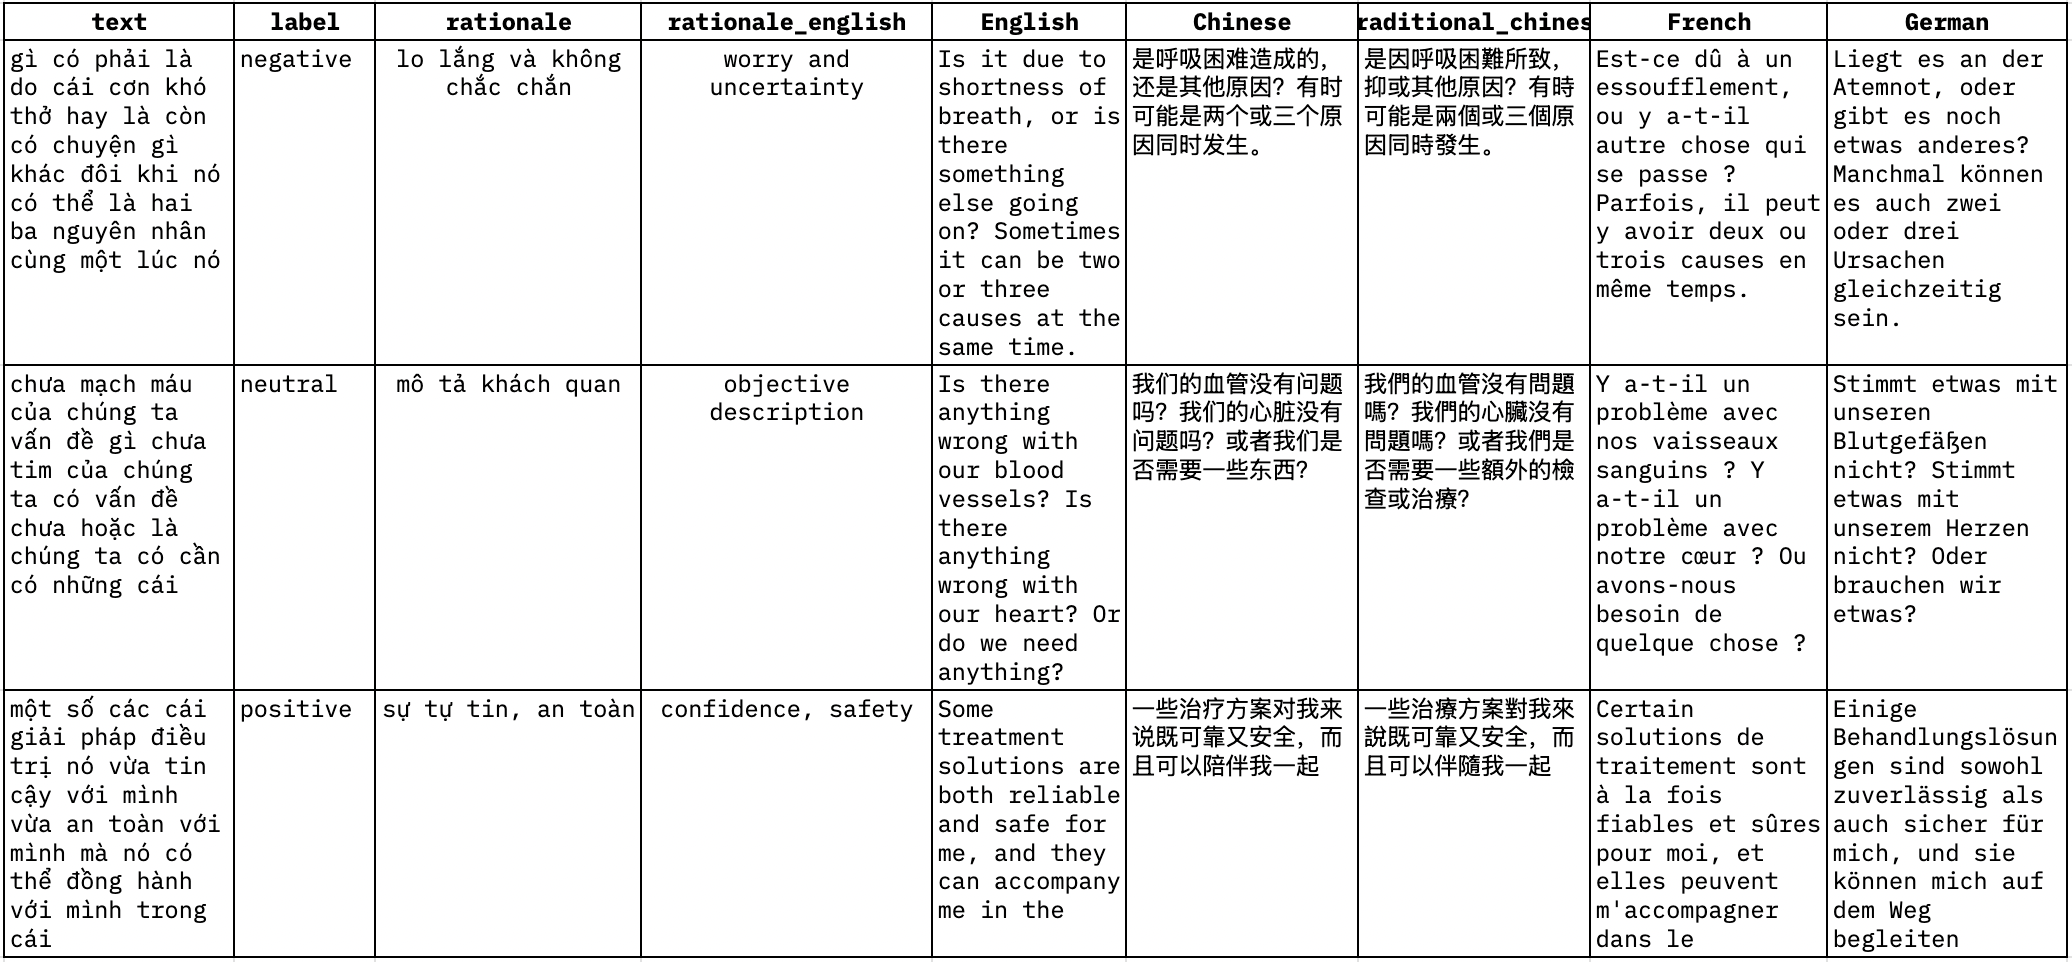 text
label
rationale
rationale_english
English
Chinese
raditional_chines
French
German
gì có phải là
do cái cơn khó
thở hay là còn
có chuyện gì
khác đôi khi nó
có thể là hai
ba nguyên nhân
cùng một lúc nó
negative
lo lắng và không
chắc chắn
worry and
uncertainty
Is it due to
shortness of
breath, or is
there
something
else going
on? Sometimes
it can be two
or three
causes at the
same time.
是呼吸困难造成的，
还是其他原因？有时
可能是两个或三个原
因同时发生。
是因呼吸困難所致，
抑或其他原因？有時
可能是兩個或三個原
因同時發生。
Est-ce dû à un
essoufflement,
ou y a-t-il
autre chose qui
se passe ?
Parfois, il peut
y avoir deux ou
trois causes en
même temps.
Liegt es an der
Atemnot, oder
gibt es noch
etwas anderes?
Manchmal können
es auch zwei
oder drei
Ursachen
gleichzeitig
sein.
chưa mạch máu
của chúng ta
vấn đề gì chưa
tim của chúng
ta có vấn đề
chưa hoặc là
chúng ta có cần
có những cái
neutral
mô tả khách quan
objective
description
Is there
anything
wrong with
our blood
vessels? Is
there
anything
wrong with
our heart? Or
do we need
anything?
我们的血管没有问题
吗？我们的心脏没有
问题吗？或者我们是
否需要一些东西？
我們的血管沒有問題
嗎？我們的心臟沒有
問題嗎？或者我們是
否需要一些額外的檢
查或治療？
Y a-t-il un
problème avec
nos vaisseaux
sanguins ? Y
a-t-il un
problème avec
notre cœur ? Ou
avons-nous
besoin de
quelque chose ?
Stimmt etwas mit
unseren
Blutgefäßen
nicht? Stimmt
etwas mit
unserem Herzen
nicht? Oder
brauchen wir
etwas?
một số các cái
giải pháp điều
trị nó vừa tin
cậy với mình
vừa an toàn với
mình mà nó có
thể đồng hành
với mình trong
cái
positive
sự tự tin, an toàn
confidence, safety
Some
treatment
solutions are
both reliable
and safe for
me, and they
can accompany
me in the
一些治疗方案对我来
说既可靠又安全，而
且可以陪伴我一起
一些治療方案對我來
說既可靠又安全，而
且可以伴隨我一起
Certain
solutions de
traitement sont
à la fois
fiables et sûres
pour moi, et
elles peuvent
m'accompagner
dans le
Einige
Behandlungslösun
gen sind sowohl
zuverlässig als
auch sicher für
mich, und sie
können mich auf
dem Weg
begleiten